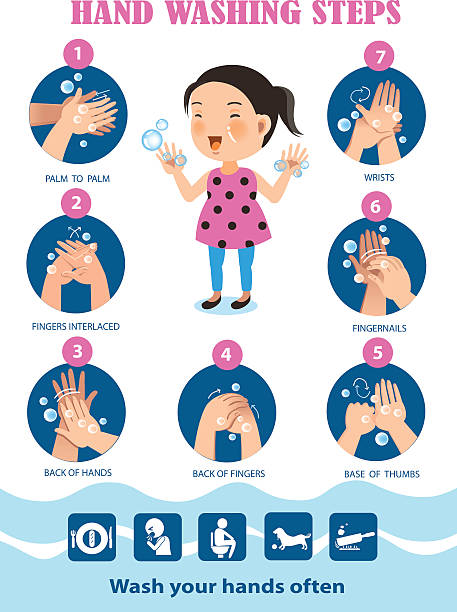 HAND WASHING STEPS
1
PALM TO PALM
2
FINGERS INTERLACED
3
BACK OF HANDS
4
BACK OF FINGERS
5
BASE OF THUMBS
6
FINGERNAILS
7
WRISTS
Wash your hands often